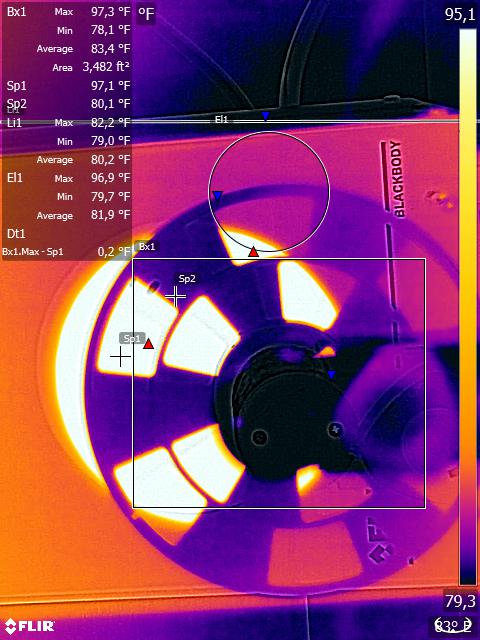 Bx1 Max 97,3 °F
Min 78,1 °F
Average 83,4 °F
Area 3,482 ft²
Sp1 97,1 °F
Sp2 80,1 °F
Li1 Max 82,2 °F
Min 79,0 °F
Average 80,2 °F
El1 Max 96,9 °F
Min 79,7 °F
Average 81,9 °F
Dt1
Bx1.Max - Sp1 0,2 °F
°F
95,1
El1
BLACKBODY
Bx1
Sp2
Sp1
79,3
FLIR